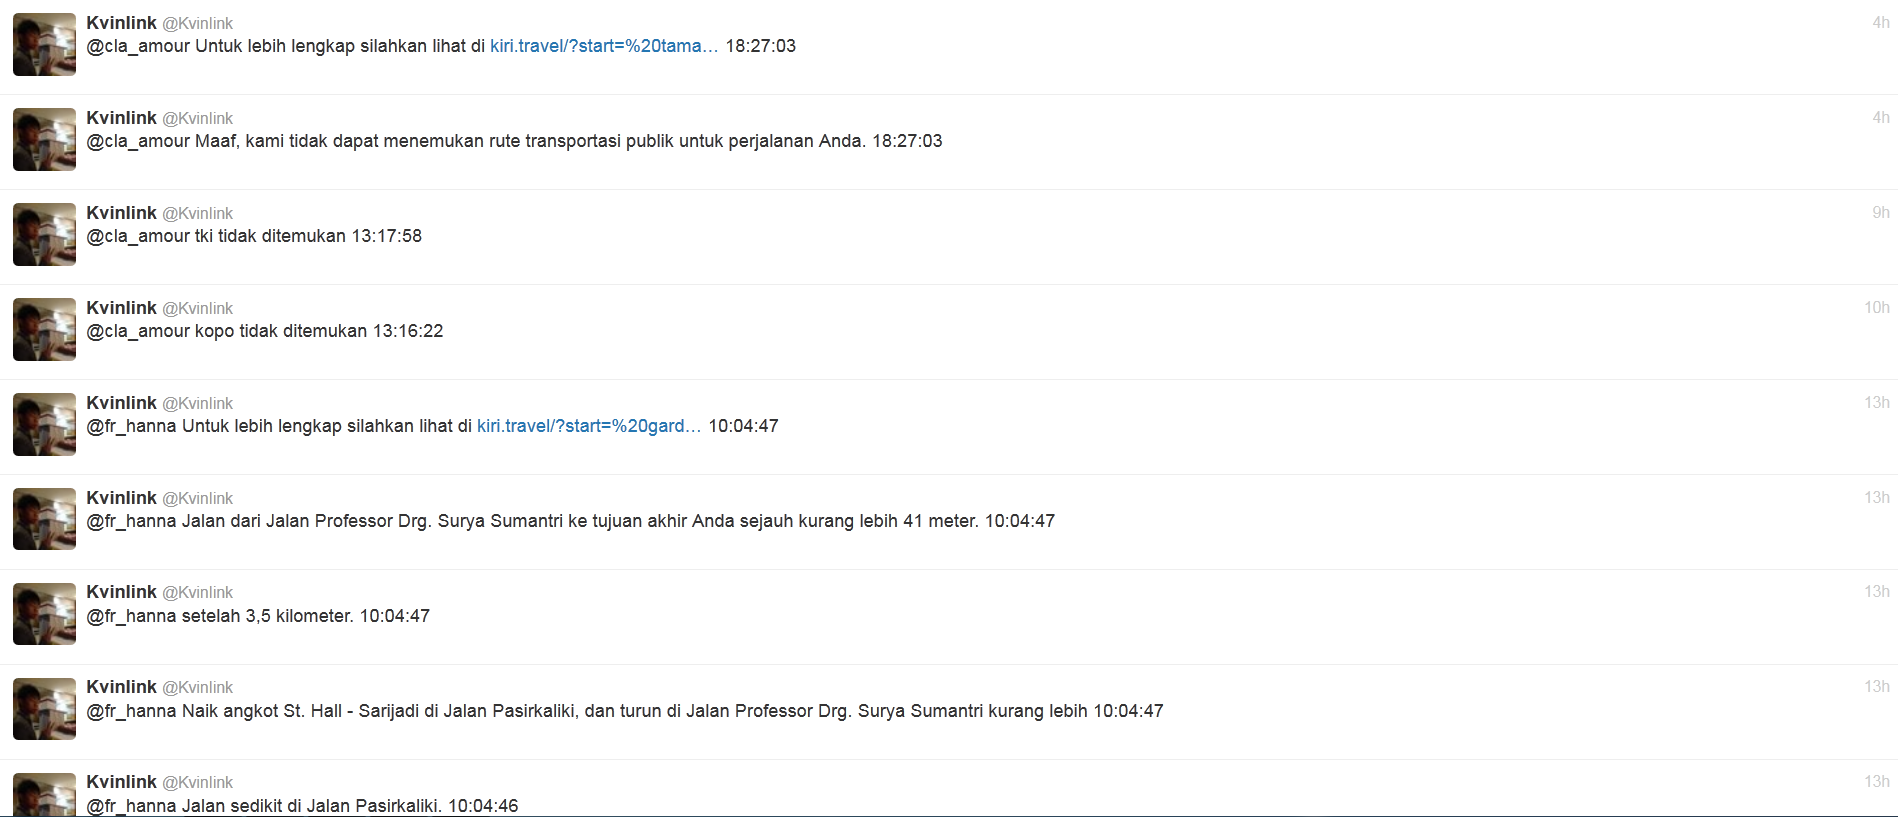 Kvinlink @Kvinlink 4h
@cla_amour Untuk lebih lengkap silahkan lihat di kiri.travel/?start=%20tama… 18:27:03
Kvinlink @Kvinlink 4h
@cla_amour Maaf, kami tidak dapat menemukan rute transportasi publik untuk perjalanan Anda. 18:27:03
Kvinlink @Kvinlink 9h
@cla_amour tki tidak ditemukan 13:17:58
Kvinlink @Kvinlink 10h
@cla_amour kopo tidak ditemukan 13:16:22
Kvinlink @Kvinlink 13h
@fr_hanna Untuk lebih lengkap silahkan lihat di kiri.travel/?start=%20gard… 10:04:47
Kvinlink @Kvinlink 13h
@fr_hanna Jalan dari Jalan Professor Drg. Surya Sumantri ke tujuan akhir Anda sejauh kurang lebih 41 meter. 10:04:47
Kvinlink @Kvinlink 13h
@fr_hanna setelah 3,5 kilometer. 10:04:47
Kvinlink @Kvinlink 13h
@fr_hanna Naik angkot St. Hall - Sarijadi di Jalan Pasirkaliki, dan turun di Jalan Professor Drg. Surya Sumantri kurang lebih 10:04:47
Kvinlink @Kvinlink 13h
@fr_hanna Jalan sedikit di Jalan Pasirkaliki. 10:04:46